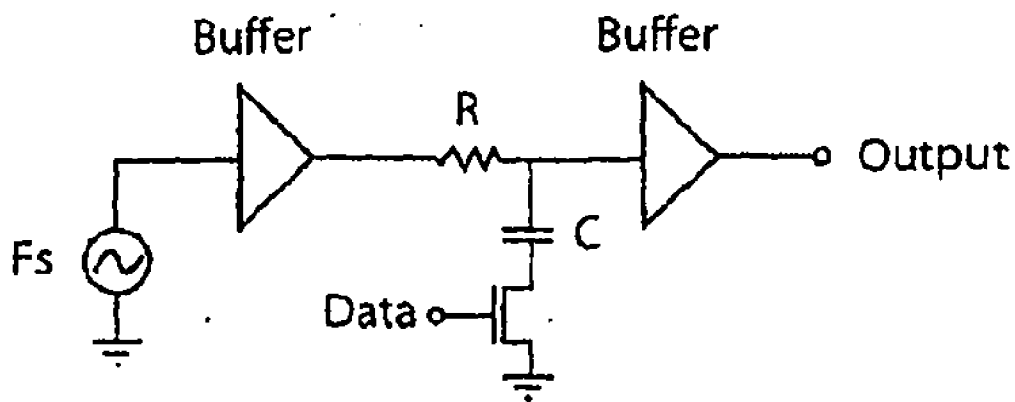 Buffer
Buffer
R
Output
Fs
C
Data